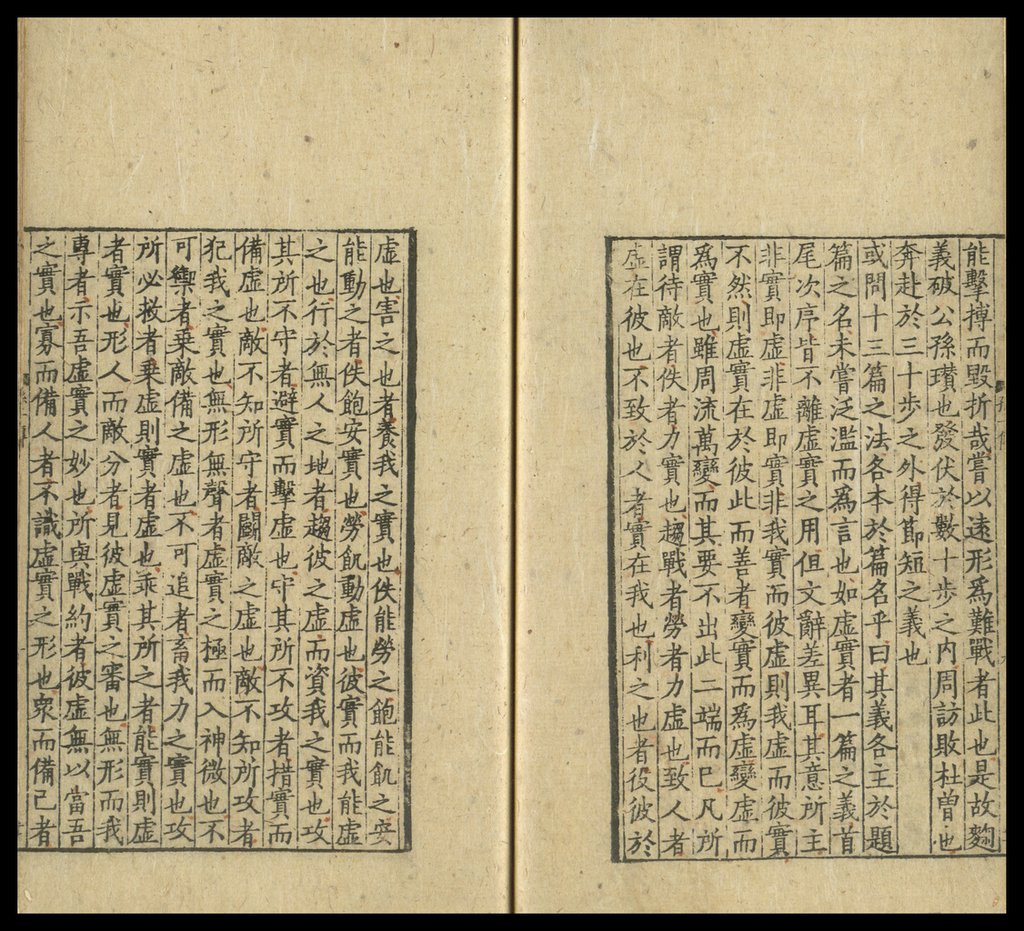 能擊搏而毀折哉嘗以遠形爲難戰者此也是故麴
義破公孫瓚也發伏於數十步之内周訪敗杜曾也
奔赴於三十步之外得節短之義也
或問十三篇之法各本於篇名乎曰其義各主於題
篇之名未嘗泛濫而爲言也如虛實者一篇之義首
尾次序皆不離虛實之用但文辭差異耳其意所主
非實即虛非虛即實非我實而彼虛則我虛而彼實
不然則虛實在於彼此而善者變實而爲虛變虛而
爲實也雖周流萬變而其要不出此二端而已凡所
謂待敵者佚者力實也趨戰者勞者力虛也致人者
虛在彼也不致於人者實在我也利之也者役彼於
虛也害之也者養我之實也佚能勞之飽能飢之安
能動之者佚飽安實也勞飢動虛也彼實而我能虛
之也行於無人之地者趨彼之虛而資我之實也攻
其所不守者避實而擊虛也守其所不攻者措實而
備虛也敵不知所守者鬬敵之虛也敵不知所攻者
犯我之實也無形無聲者虛實之極而入神微也不
可禦者乗敵備之虛也不可追者畜我力之實也攻
所必救者乗虛則實者虛也乖其所之者能實則虛
者實也形人而敵分者見彼虛實之審也無形而我
專者示吾虛實之妙也所與戰約者彼虛無以當吾
之實也寡而備人者不識虛實之形也衆而備己者